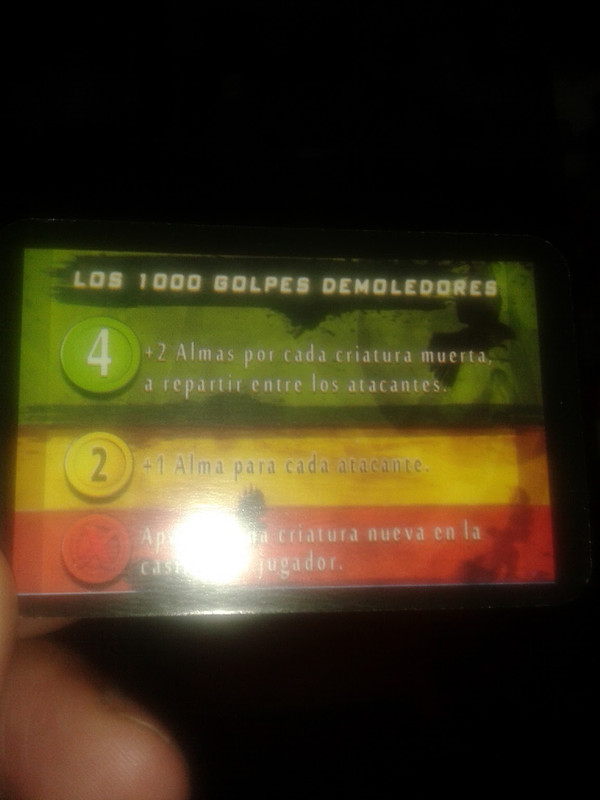 LOS 1000 GOLPES DEMOLEDORES
4
+2 Almas por cada criatura muerta,
a repartir entre los atacantes.
2
+1 Alma para cada atacante.
criatura nueva en la
jugador.